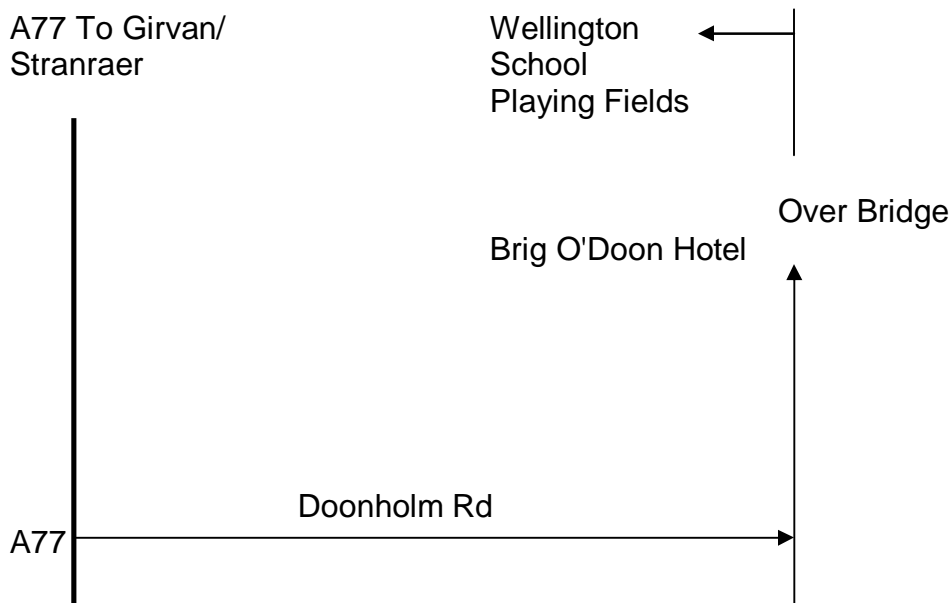 A77 To Girvan/
Stranraer
Wellington
School
Playing Fields
Over Bridge
Brig O'Doon Hotel
Doonholm Rd
A77